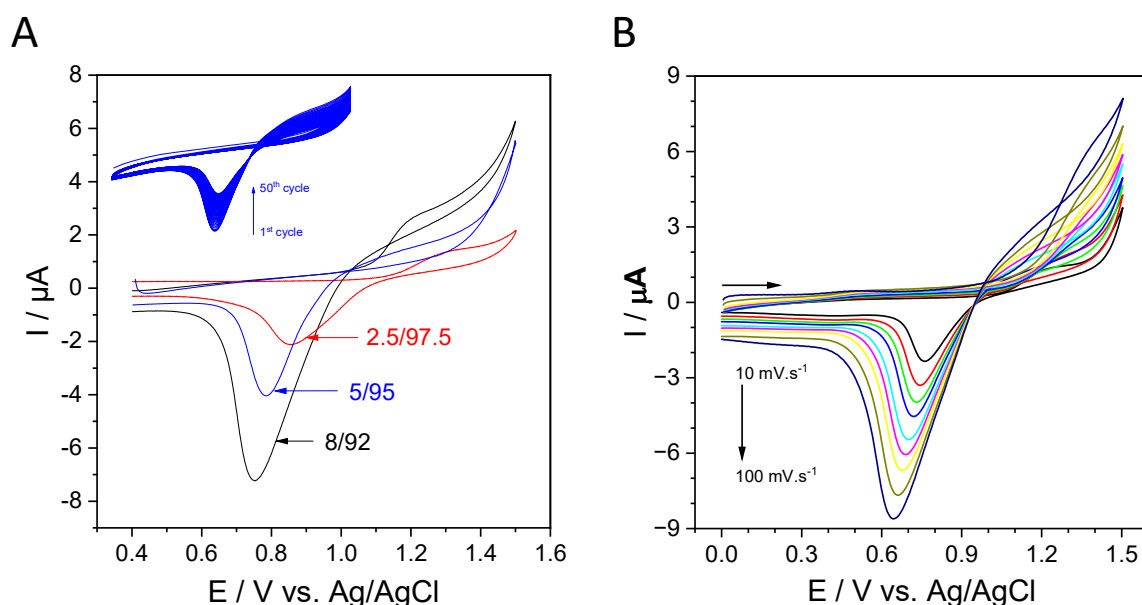 A
8
6
4
2
0
-2
-4
-6
-8
I / µA
50th cycle
1st cycle
2.5/97.5
5/95
8/92
0.4 0.6 0.8 1.0 1.2 1.4 1.6
E / V vs. Ag/AgCl
B
9
6
3
0
−3
−6
−9
I / µA
10 mV.s-1
100 mV.s-1
0.0 0.3 0.6 0.9 1.2 1.5
E / V vs. Ag/AgCl